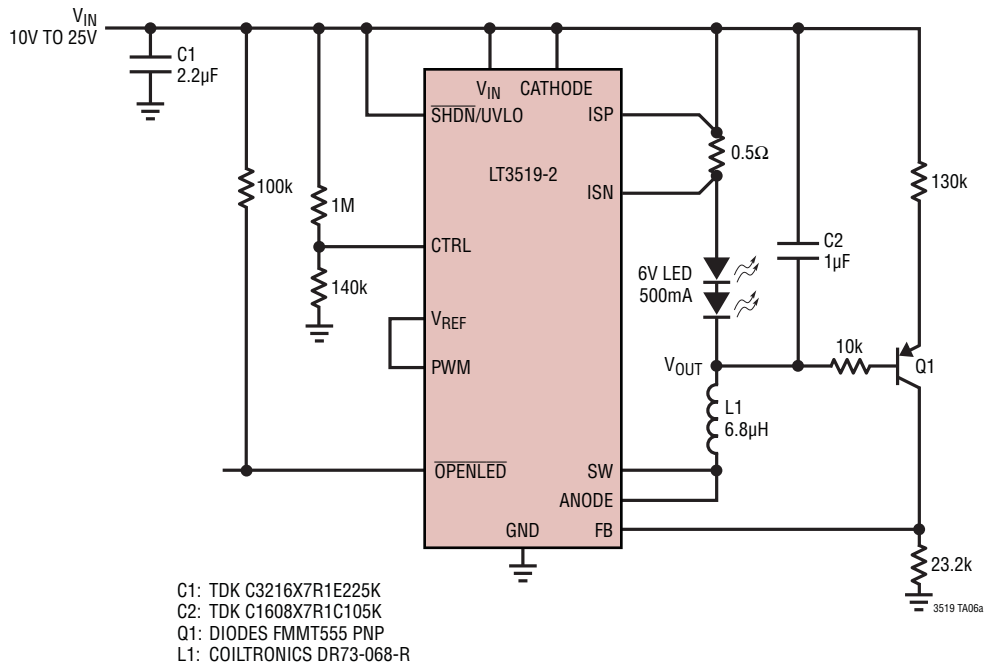 VIN
10V TO 25V
C1
2.2µF
VIN
CATHODE
SHDN/UVLO
ISP
0.5Ω
LT3519-2
100k
1M
ISN
130k
CTRL
C2
1µF
6V LED
500mA
140k
VREF
10k
PWM
VOUT
Q1
L1
6.8µH
OPENLED
SW
ANODE
GND
FB
23.2k
3519 TA06a
C1: TDK C3216X7R1E225K
C2: TDK C1608X7R1C105K
Q1: DIODES FMMT555 PNP
L1: COILTRONICS DR73-068-R